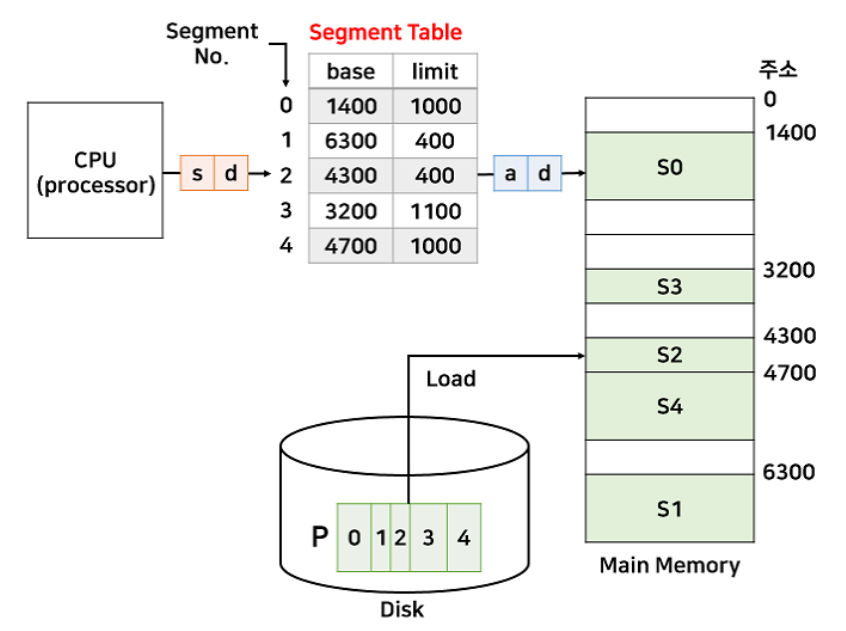 Segment
No.
Segment Table
base limit
0 1400 1000
1 6300 400
2 4300 400
3 3200 1100
4 4700 1000
CPU
(processor)
s d
a d
주소
0
1400
S0
3200
S3
4300
S2
4700
S4
6300
S1
Main Memory
Load
P 0 1 2 3 4
Disk